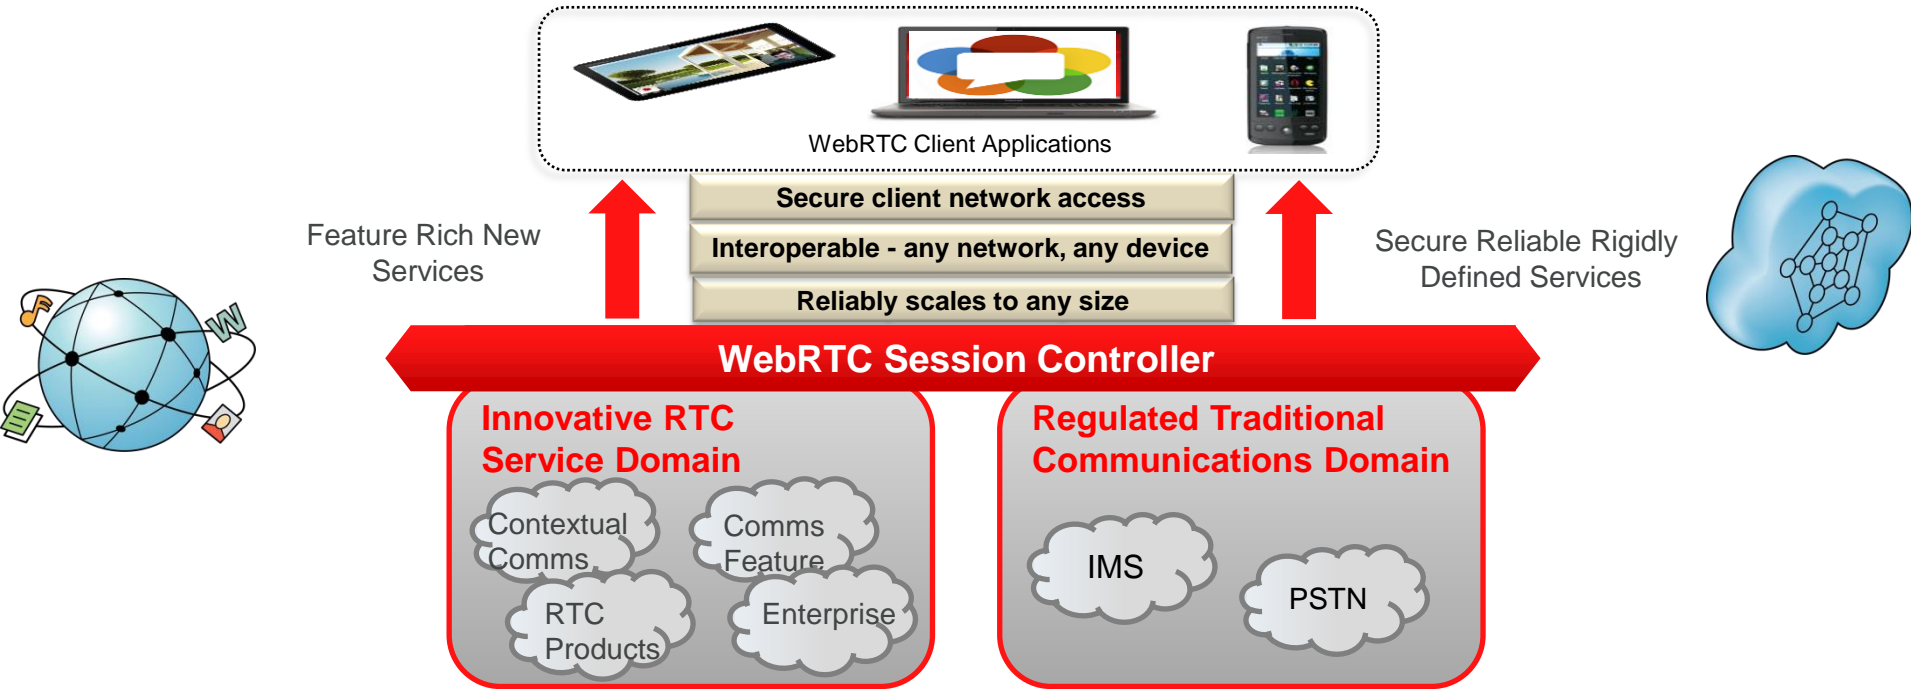 WebRTC Client Applications
Secure client network access
Interoperable - any network, any device
Reliably scales to any size
Feature Rich New
Services
Secure Reliable Rigidly
Defined Services
W
WebRTC Session Controller
Innovative RTC
Service Domain
Contextual
Comms
Comms
Feature
RTC
Products
Enterprise
Regulated Traditional
Communications Domain
IMS
PSTN